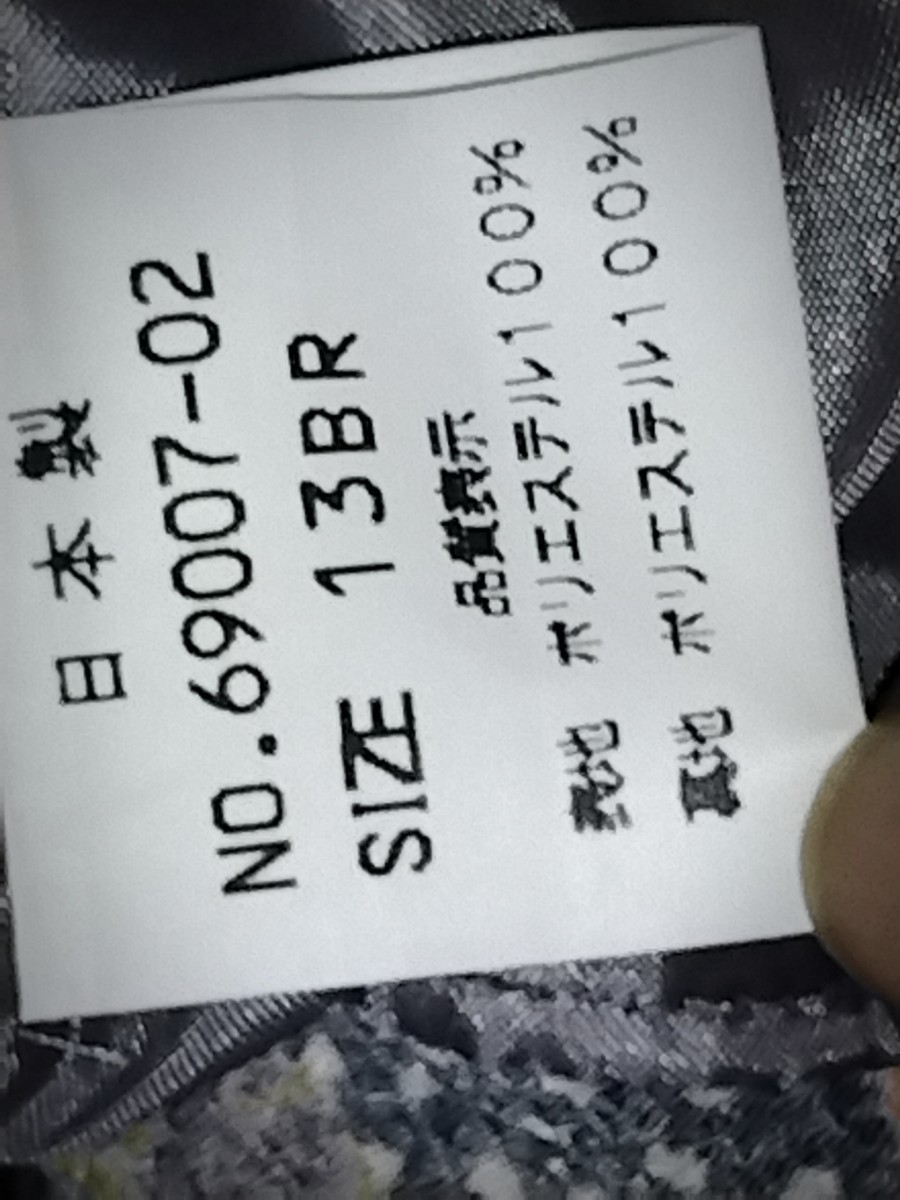 日本製
NO.69007-02
SIZE 13BR
品質表示
表地 ポリエステル100%
裏地 ポリエステル100%